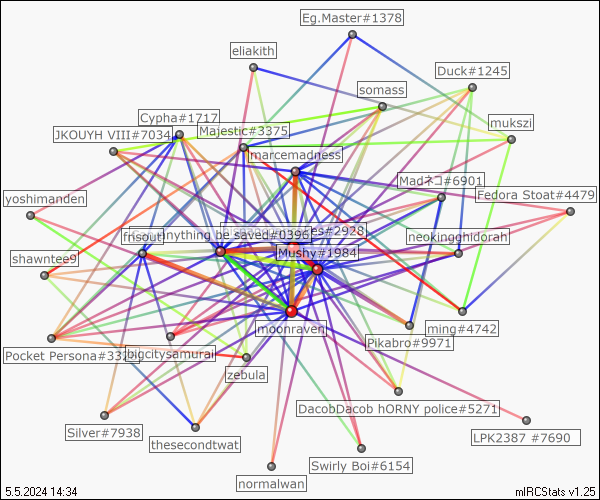 Eg.Master#1378
eliakith
Duck#1245
somass
Cypha#1717
mukszi
Majestic#3375
JKOUYH VIII#7034
marcemadness
Madネコ#6901
Fedora Stoat#4479
yoshimanden
anything be saved#0396
es#2928
frisout
neokingghidorah
Mushy#1984
shawntee9
moonraven
ming#4742
Pikabro#9971
Pocket Persona#33
bigcitysamurai
zebula
DacobDacob hORNY police#5271
Silver#7938
LPK2387 #7690
thesecondtwat
Swirly Boi#6154
normalwan
5.5.2024 14:34
mIRCStats v1.25